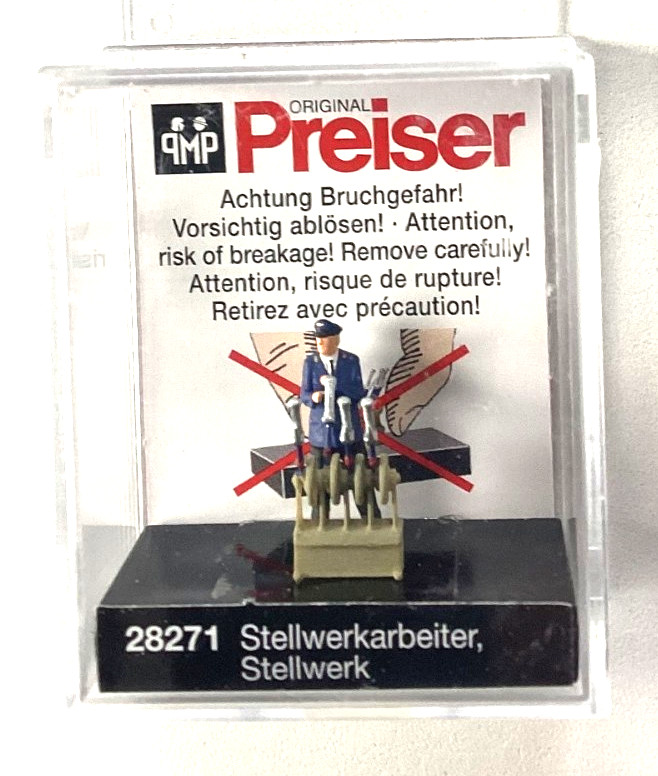 PMP
ORIGINAL
Preiser
Achtung Bruchgefahr!
Vorsichtig ablösen! · Attention,
risk of breakage! Remove carefully!
Attention, risque de rupture!
Retirez avec précaution!
28271 Stellwerkarbeiter,
Stellwerk